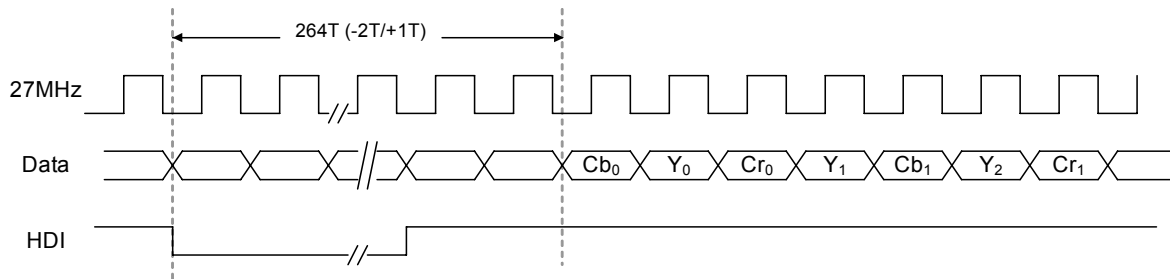 264T (-2T/+1T)
27MHz
Data
Cb₀ Y₀ Cr₀ Y₁ Cb₁ Y₂ Cr₁
HDI